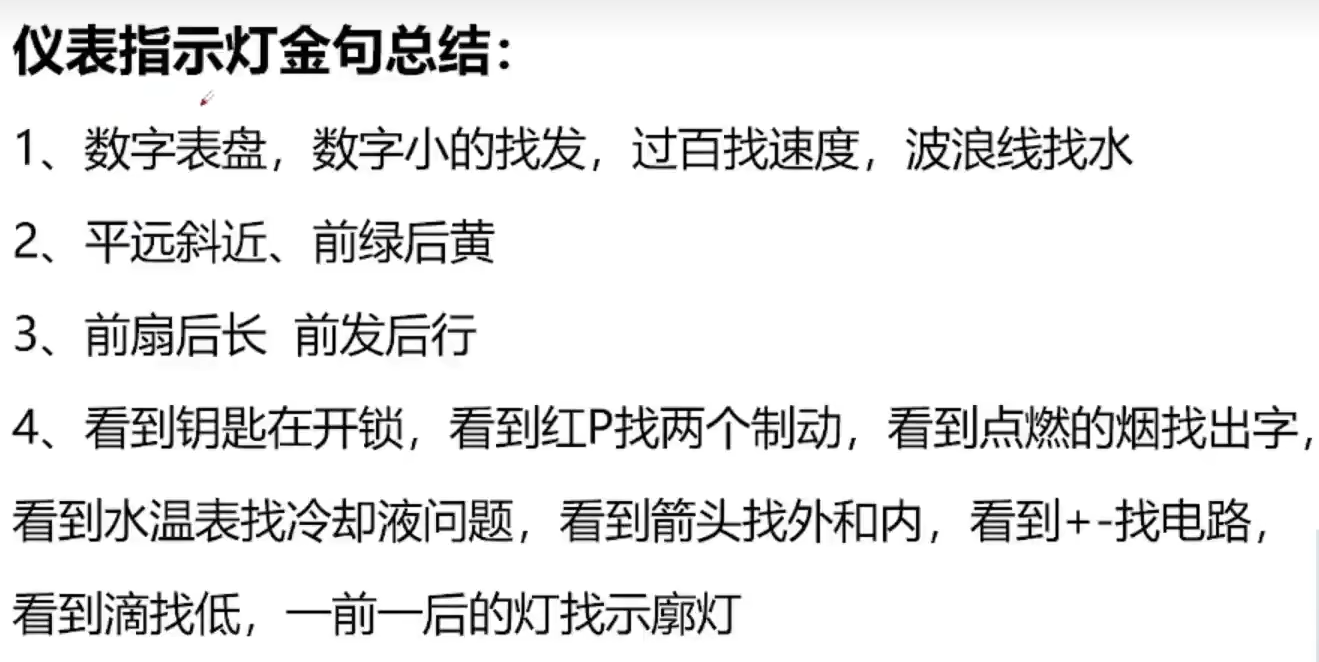 仪表指示灯金句总结：
1、数字表盘，数字小的找发，过百找速度，波浪线找水
2、平远斜近、前绿后黄
3、前扇后长 前发后行
4、看到钥匙在开锁，看到红P找两个制动，看到点燃的烟找出字，
看到水温表找冷却液问题，看到箭头找外和内，看到+-找电路，
看到滴找低，一前一后的灯找示廓灯